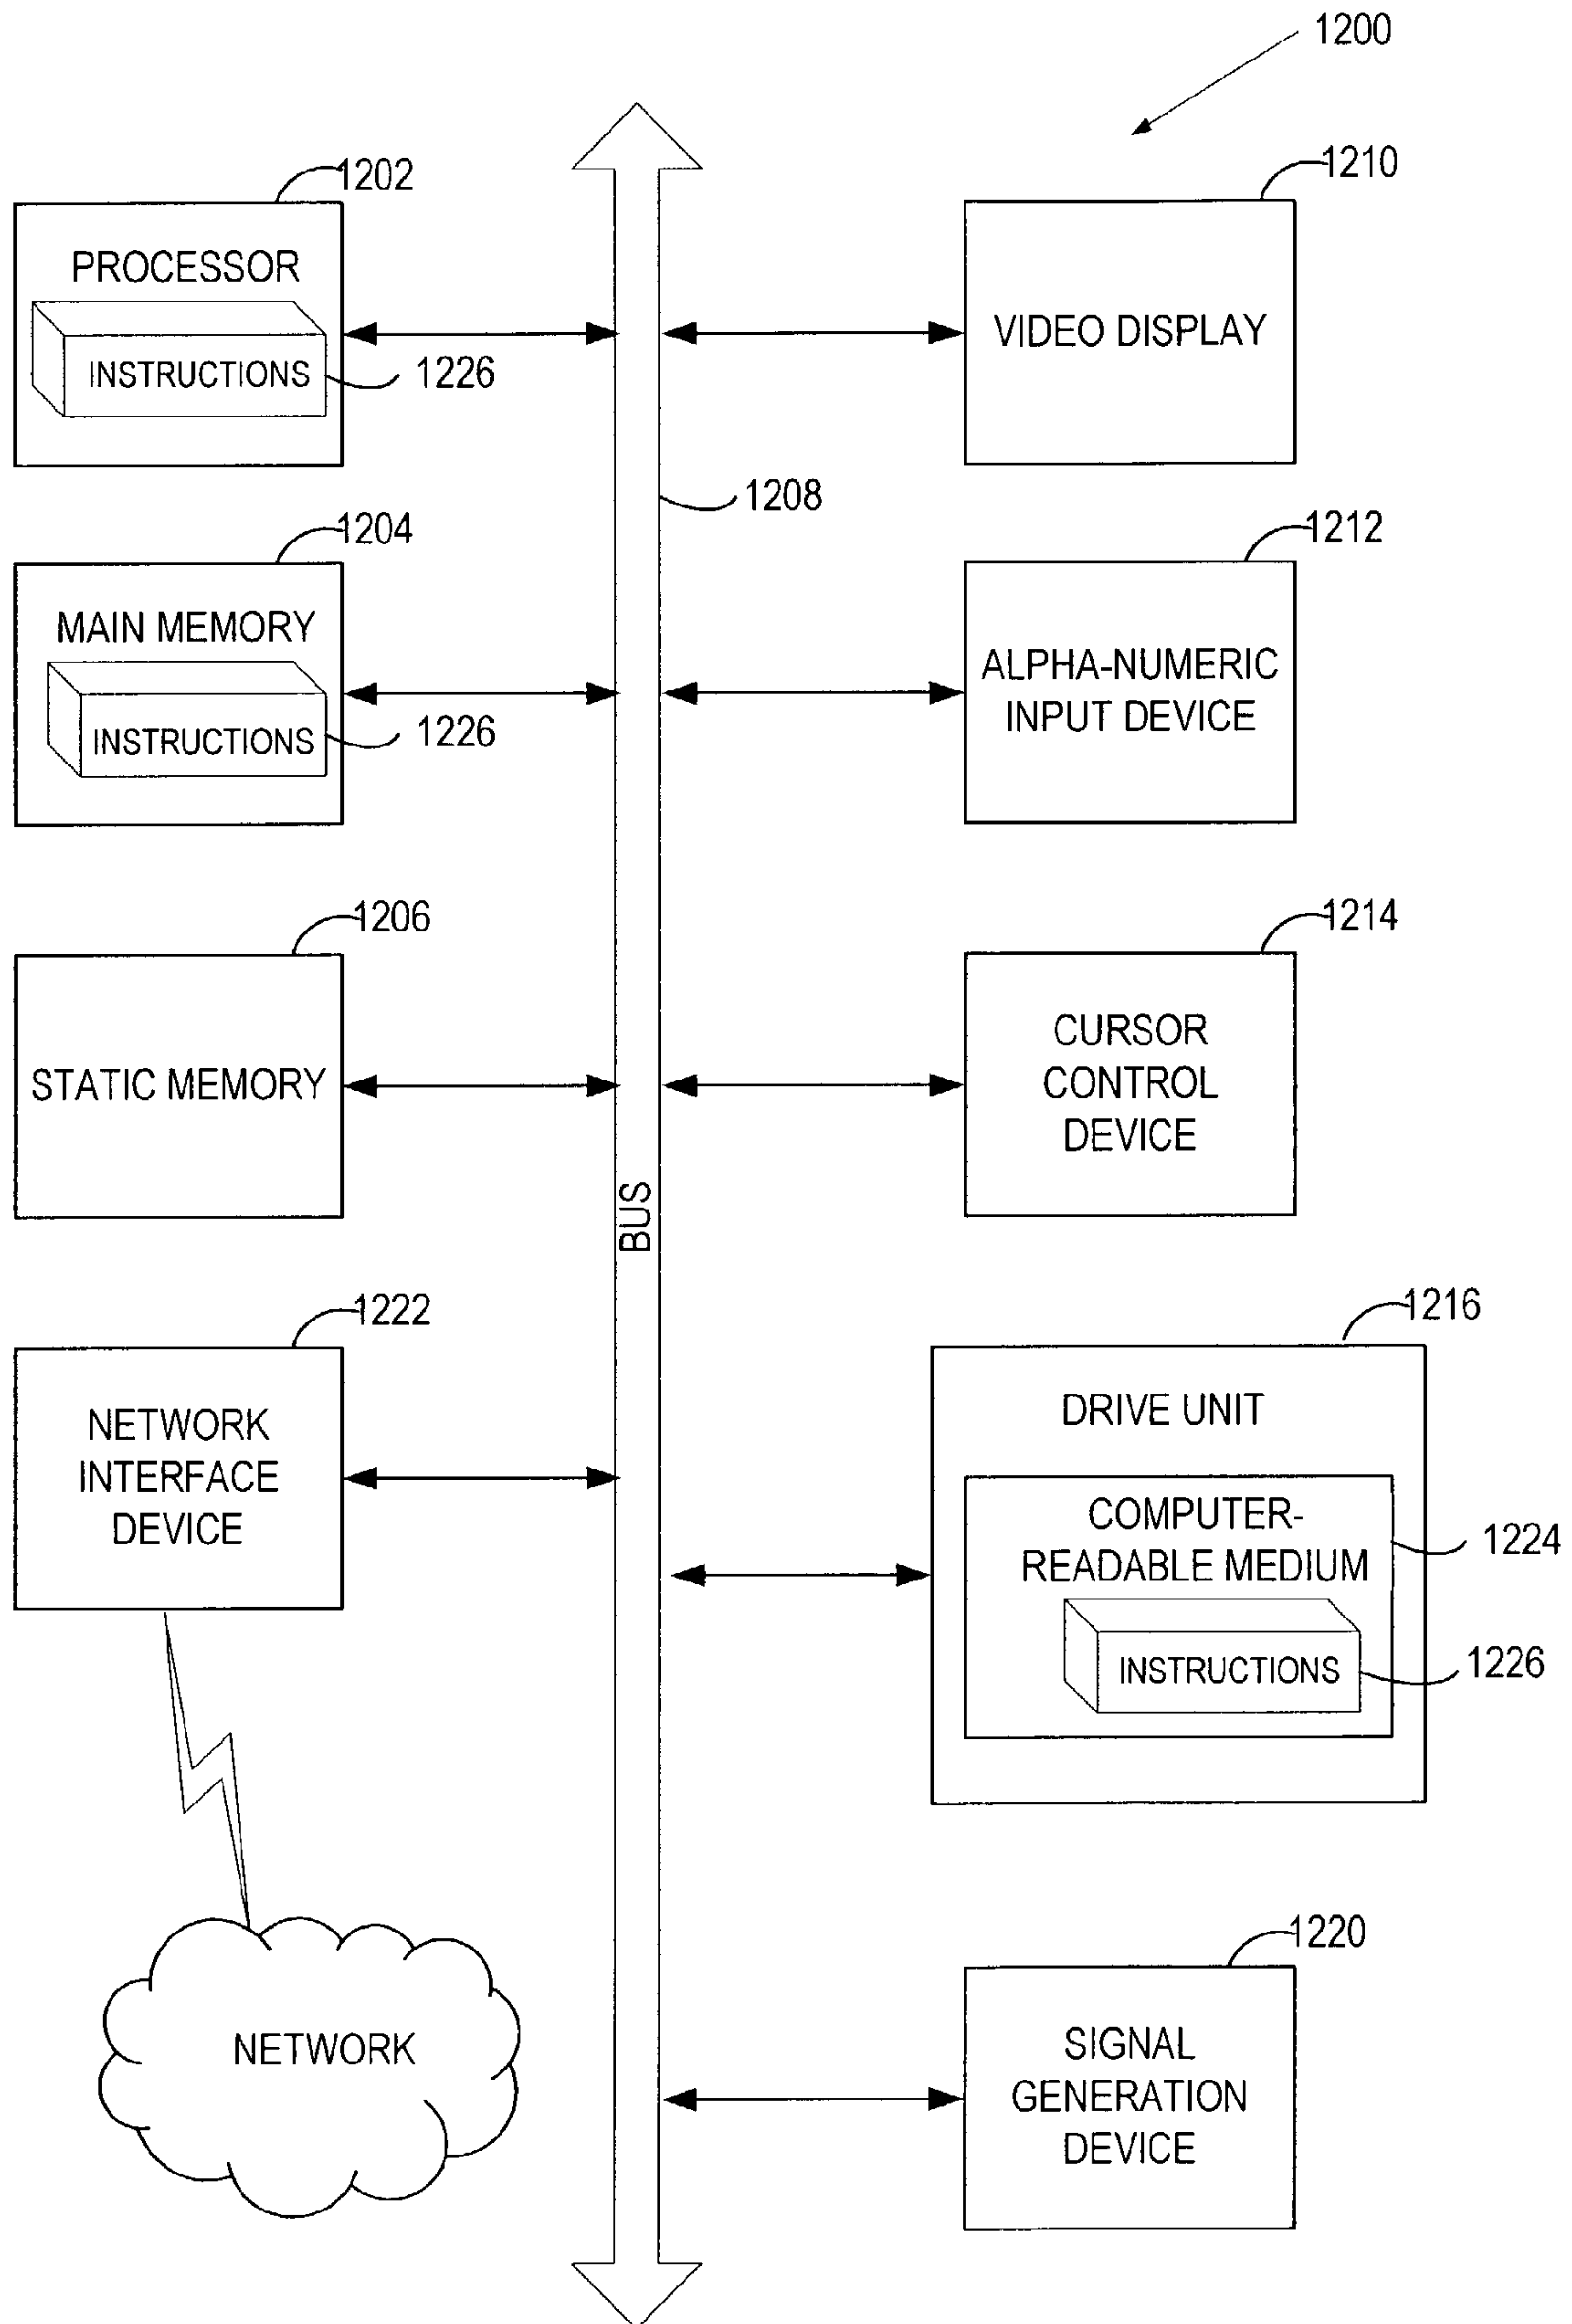 1200
1202
PROCESSOR
INSTRUCTIONS
1226
1204
MAIN MEMORY
INSTRUCTIONS
1226
1206
STATIC MEMORY
1222
NETWORK
INTERFACE
DEVICE
NETWORK
1208
BUS
1210
VIDEO DISPLAY
1212
ALPHA-NUMERIC
INPUT DEVICE
1214
CURSOR
CONTROL
DEVICE
1216
DRIVE UNIT
COMPUTER-
READABLE MEDIUM
1224
INSTRUCTIONS
1226
1220
SIGNAL
GENERATION
DEVICE